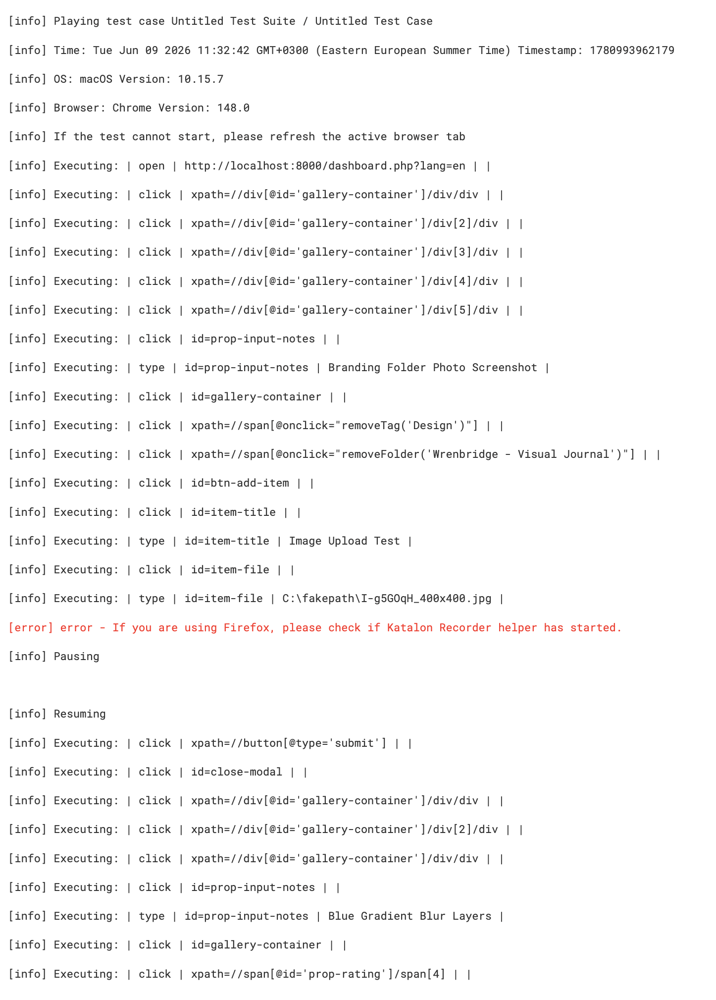 [info] Playing test case Untitled Test Suite / Untitled Test Case
[info] Time: Tue Jun 09 2026 11:32:42 GMT+0300 (Eastern European Summer Time) Timestamp: 1780993962179
[info] OS: macOS Version: 10.15.7
[info] Browser: Chrome Version: 148.0
[info] If the test cannot start, please refresh the active browser tab
[info] Executing: | open | http://localhost:8000/dashboard.php?lang=en | |
[info] Executing: | click | xpath=//div[@id='gallery-container']/div/div | |
[info] Executing: | click | xpath=//div[@id='gallery-container']/div[2]/div | |
[info] Executing: | click | xpath=//div[@id='gallery-container']/div[3]/div | |
[info] Executing: | click | xpath=//div[@id='gallery-container']/div[4]/div | |
[info] Executing: | click | xpath=//div[@id='gallery-container']/div[5]/div | |
[info] Executing: | click | id=prop-input-notes | |
[info] Executing: | type | id=prop-input-notes | Branding Folder Photo Screenshot |
[info] Executing: | click | id=gallery-container | |
[info] Executing: | click | xpath=//span[@onclick="removeTag('Design')"] | |
[info] Executing: | click | xpath=//span[@onclick="removeFolder('Wrenbridge - Visual Journal')"] | |
[info] Executing: | click | id=btn-add-item | |
[info] Executing: | click | id=item-title | |
[info] Executing: | type | id=item-title | Image Upload Test |
[info] Executing: | click | id=item-file | |
[info] Executing: | type | id=item-file | C:\fakepath\I-g5GOqH_400x400.jpg |
[error] error - If you are using Firefox, please check if Katalon Recorder helper has started.
[info] Pausing
[info] Resuming
[info] Executing: | click | xpath=//button[@type='submit'] | |
[info] Executing: | click | id=close-modal | |
[info] Executing: | click | xpath=//div[@id='gallery-container']/div/div | |
[info] Executing: | click | xpath=//div[@id='gallery-container']/div[2]/div | |
[info] Executing: | click | xpath=//div[@id='gallery-container']/div/div | |
[info] Executing: | click | id=prop-input-notes | |
[info] Executing: | type | id=prop-input-notes | Blue Gradient Blur Layers |
[info] Executing: | click | id=gallery-container | |
[info] Executing: | click | xpath=//span[@id='prop-rating']/span[4] | |